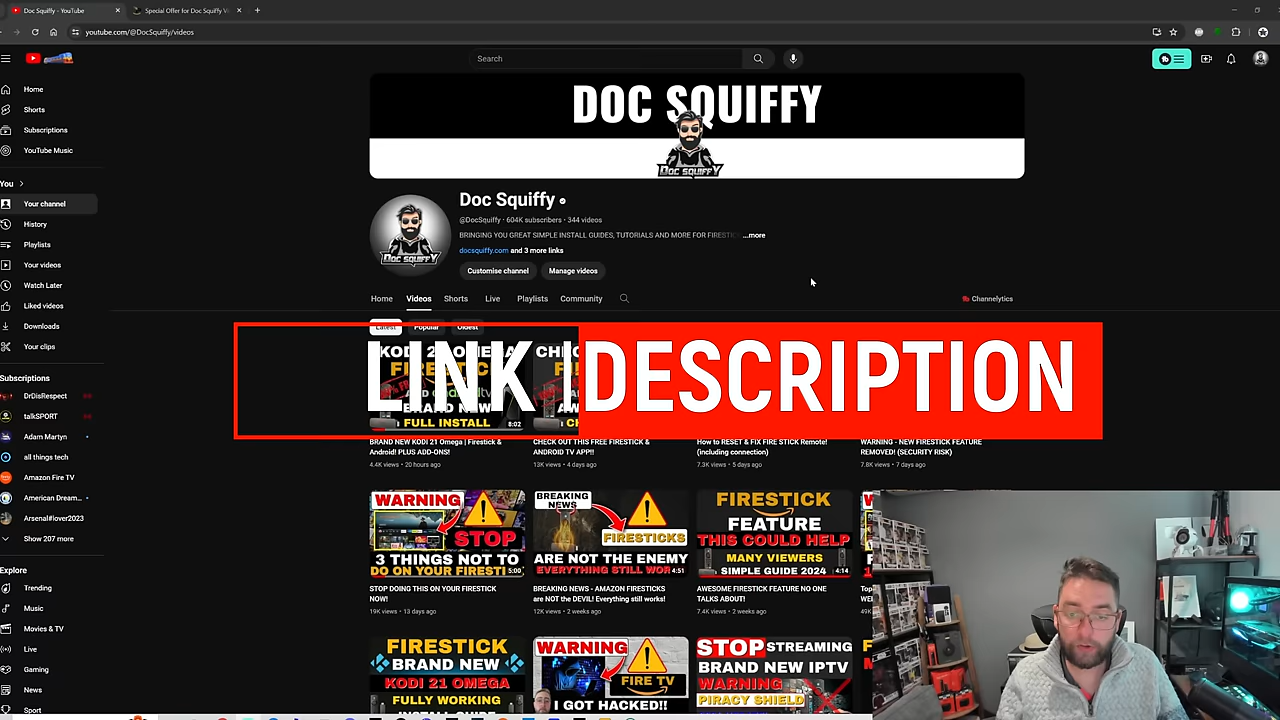 Doc Squiffy - YouTube
Special Offer for Doc Squiffy Vi
youtube.com/@DocSquiffy/videos
Search
DOC SQUIFFY
DOC SQUIFFY
Home
Shorts
Subscriptions
YouTube Music
You
Your channel
History
Playlists
Your videos
Watch Later
Liked videos
Downloads
Your clips
Subscriptions
DrDisRespect
talkSPORT
Adam Martyn
all things tech
Amazon Fire TV
American Dream...
Arsenal#lover2023
Show 207 more
Explore
Trending
Music
Movies & TV
Live
Gaming
News
Sport
DOC SQUIFFY
Doc Squiffy
@DocSquiffy · 604K subscribers · 344 videos
BRINGING YOU GREAT SIMPLE INSTALL GUIDES, TUTORIALS AND MORE FOR FIRESTICK ...more
docsquiffy.com and 3 more links
Customise channel
Manage videos
Home Videos Shorts Live Playlists Community
Channelytics
Latest Popular Oldest
LINK I DESCRIPTION
KODI 21 OMEGA
FIRESTICK
BRAND NEW
FULL INSTALL
8:02
BRAND NEW KODI 21 Omega | Firestick &
Android! PLUS ADD-ONS!
4.4K views • 20 hours ago
CHECK OUT THIS FREE FIRESTICK &
ANDROID TV APP!!
13K views • 4 days ago
How to RESET & FIX FIRE STICK Remote!
(including connection)
7.3K views • 5 days ago
WARNING - NEW FIRESTICK FEATURE
REMOVED! (SECURITY RISK)
7.8K views • 7 days ago
WARNING
STOP
3 THINGS NOT TO
DO ON YOUR FIRESTI
5:00
STOP DOING THIS ON YOUR FIRESTICK
NOW!
19K views • 13 days ago
BREAKING
NEWS
FIRESTICKS
ARE NOT THE ENEMY
EVERYTHING STILL WOR
4:51
BREAKING NEWS - AMAZON FIRESTICKS
are NOT the DEVIL! Everything still works!
12K views • 2 weeks ago
FIRESTICK
FEATURE
THIS COULD HELP
MANY VIEWERS
SIMPLE GUIDE 2024
4:14
AWESOME FIRESTICK FEATURE NO ONE
TALKS ABOUT!
7.4K views • 2 weeks ago
FIRESTICK
BRAND NEW
KODI 21 OMEGA
FULLY WORKING
WARNING
FIRE TV
I GOT HACKED!!
STOP STREAMING
BRAND NEW IPTV
WARNING
PIRACY SHIELD